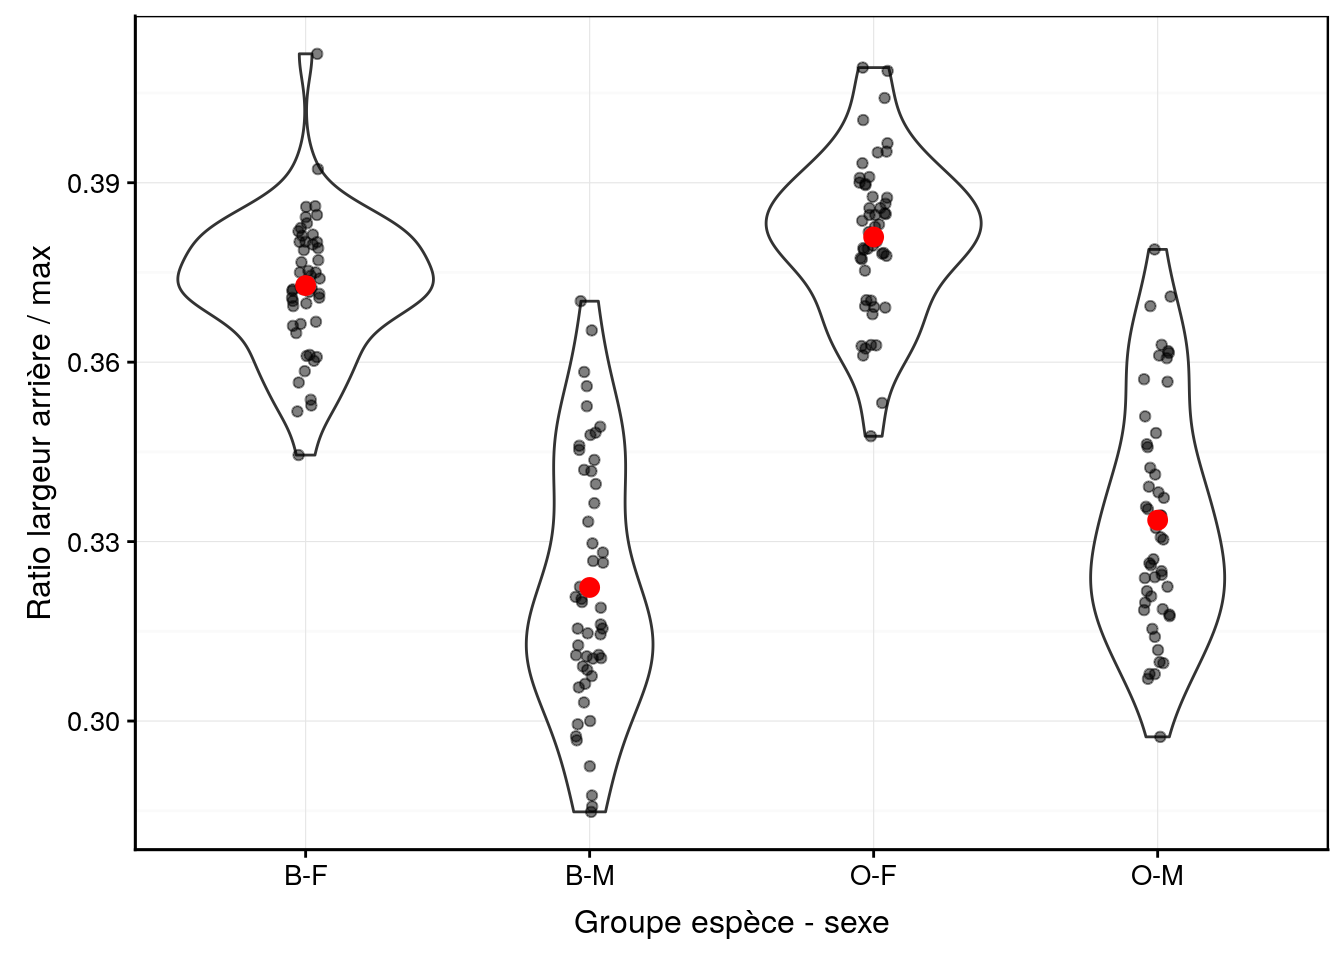 Ratio largeur arrière / max
0.39
0.36
0.33
0.30
B-F B-M O-F O-M
Groupe espèce - sexe